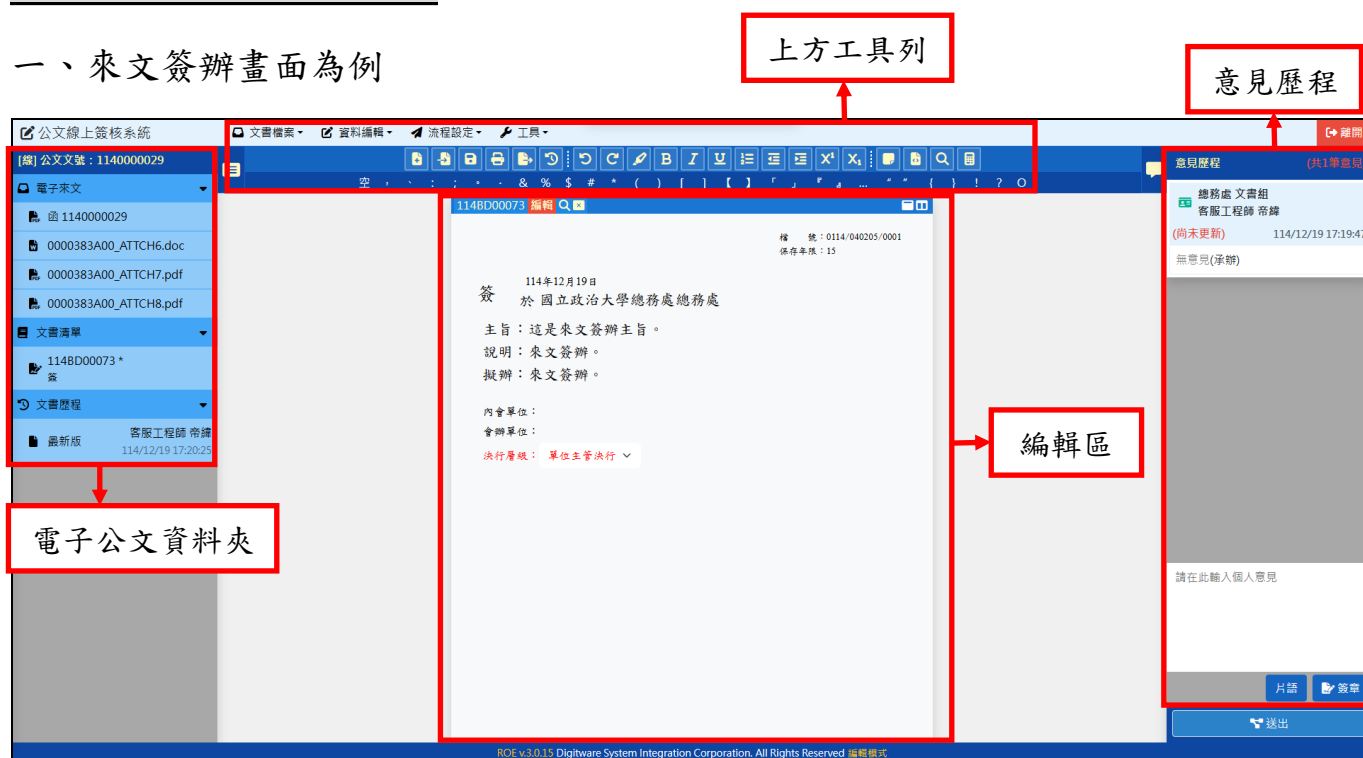 一、來文簽辦畫面為例
上方工具列
意見歷程
公文線上簽核系統
文書檔案 資料編輯 流程設定 工具
離開
[線] 公文文號：1140000029
電子來文
函 1140000029
0000383A00_ATTCH6.doc
0000383A00_ATTCH7.pdf
0000383A00_ATTCH8.pdf
文書清單
114BD00073 *
簽
文書歷程
最新版
客服工程師 帝緯
114/12/19 17:20:25
電子公文資料夾
B I U X¹ X₁
空 ， 、 ： ； 。 ． & % $ # * ( ) [ ] 【 】 「 」 『 』 … “ ” { } ! ? O
114BD00073 編輯
檔 號：0114/040205/0001
保存年限：15
114年12月19日
簽 於 國立政治大學總務處總務處
主旨：這是來文簽辦主旨。
說明：來文簽辦。
擬辦：來文簽辦。
內會單位：
會辦單位：
決行層級： 單位主管決行
編輯區
意見歷程 (共1筆意見
總務處 文書組
客服工程師 帝緯
(尚未更新) 114/12/19 17:19:47
無意見(承辦)
請在此輸入個人意見
片語 簽章
送出
ROE v.3.0.15 Digitware System Integration Corporation. All Rights Reserved 編輯模式